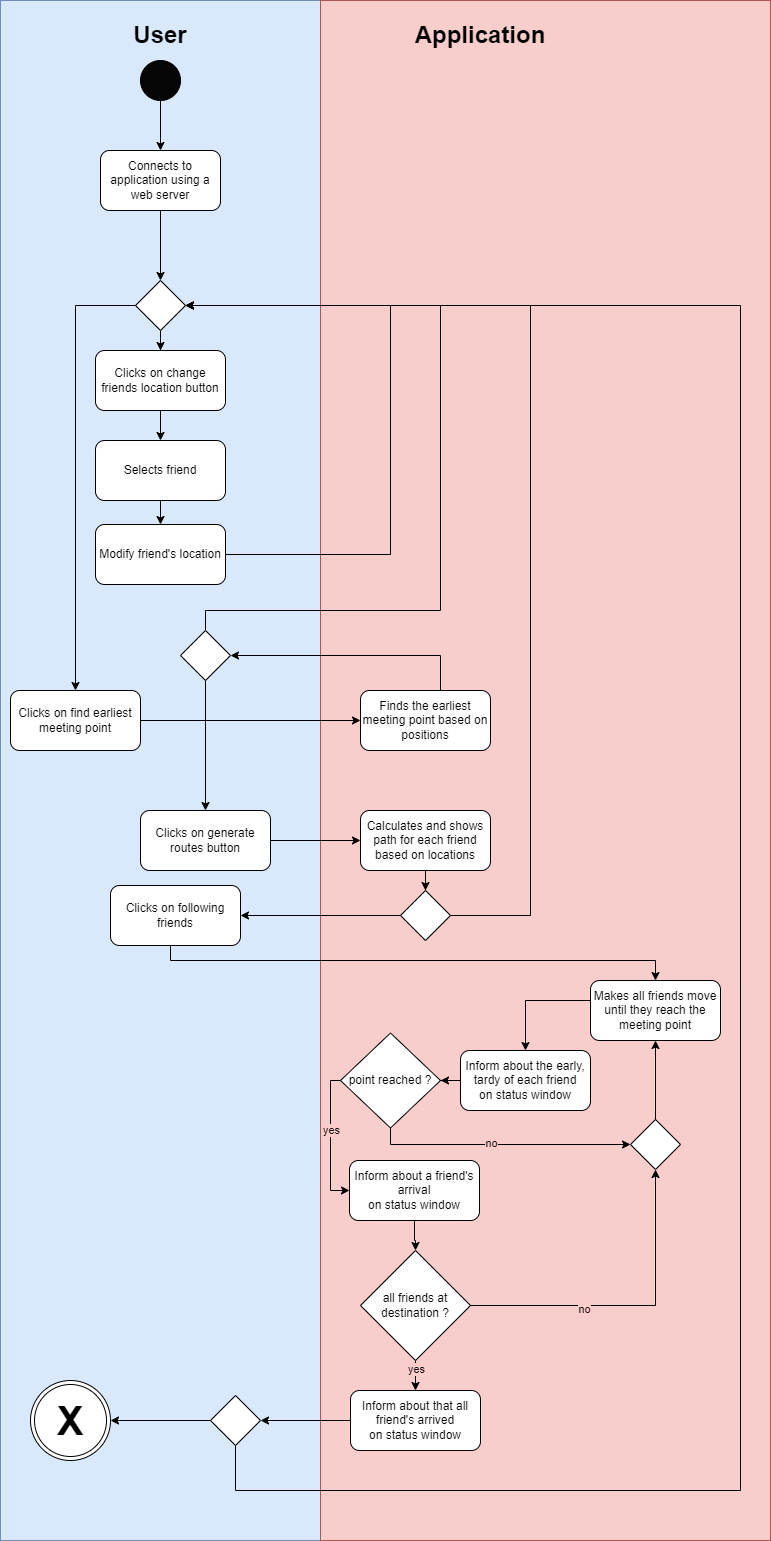 User
Application
Connects to
application using a
web server
Clicks on change
friends location button
Selects friend
Modify friend's location
Clicks on find earliest
meeting point
Finds the earliest
meeting point based on
positions
Clicks on generate
routes button
Calculates and shows
path for each friend
based on locations
Clicks on following
friends
Makes all friends move
until they reach the
meeting point
Inform about the early,
tardy of each friend
on status window
point reached ?
yes
no
Inform about a friend's
arrival
on status window
all friends at
destination ?
no
yes
Inform about that all
friend's arrived
on status window
X